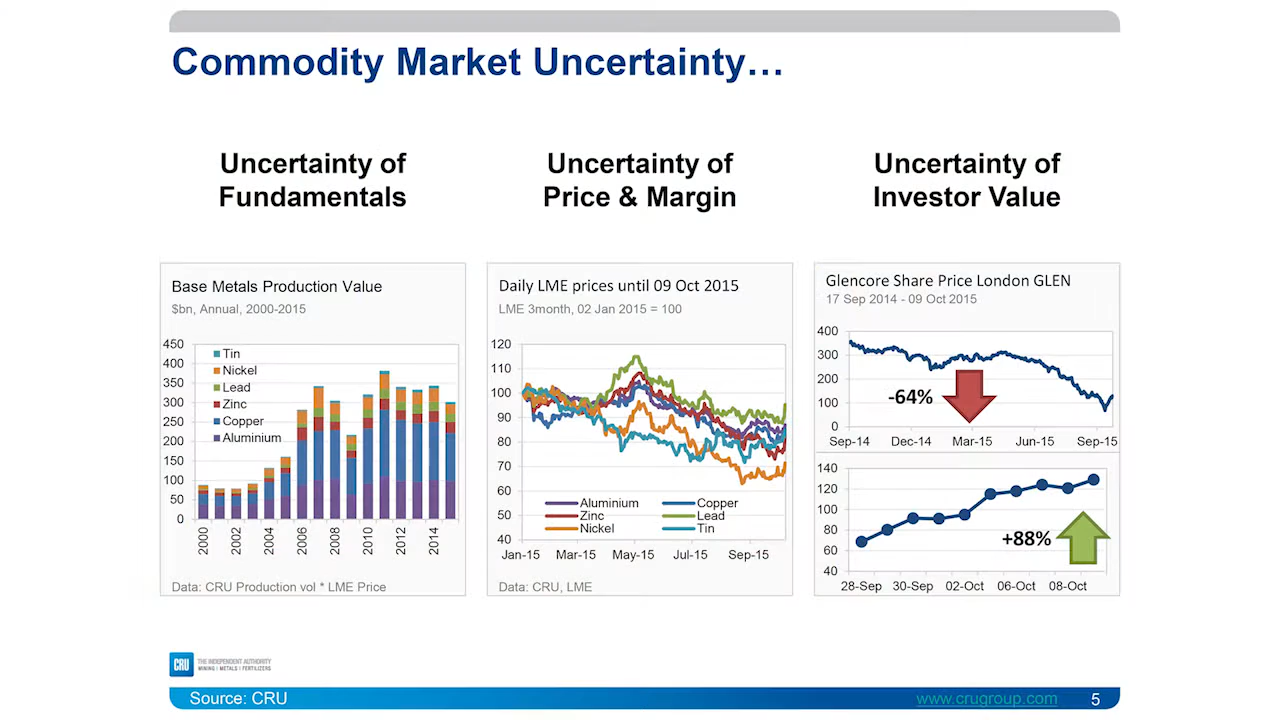 Commodity Market Uncertainty…
Uncertainty of
Fundamentals
Uncertainty of
Price & Margin
Uncertainty of
Investor Value
Base Metals Production Value
$bn, Annual, 2000-2015
450
400
350
300
250
200
150
100
50
0
Tin
Nickel
Lead
Zinc
Copper
Aluminium
2000
2002
2004
2006
2008
2010
2012
2014
Data: CRU Production vol * LME Price
Daily LME prices until 09 Oct 2015
LME 3month, 02 Jan 2015 = 100
120
110
100
90
80
70
60
50
40
Aluminium
Copper
Zinc
Lead
Nickel
Tin
Jan-15 Mar-15 May-15 Jul-15 Sep-15
Data: CRU, LME
Glencore Share Price London GLEN
17 Sep 2014 - 09 Oct 2015
400
300
200
100
0
-64%
Sep-14 Dec-14 Mar-15 Jun-15 Sep-15
140
120
100
80
60
40
+88%
28-Sep 30-Sep 02-Oct 06-Oct 08-Oct
CRU
THE INDEPENDENT AUTHORITY
MINING | METALS | FERTILIZERS
Source: CRU
www.crugroup.com
5